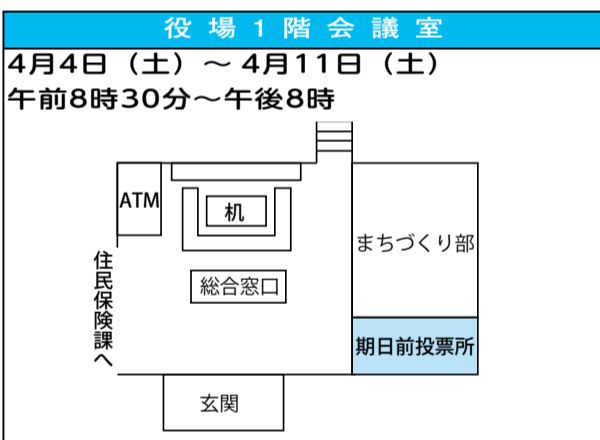 役場1階会議室
4月4日（土）～4月11日（土）
午前8時30分～午後8時
ATM
机
まちづくり部
住民保険課へ
総合窓口
期日前投票所
玄関